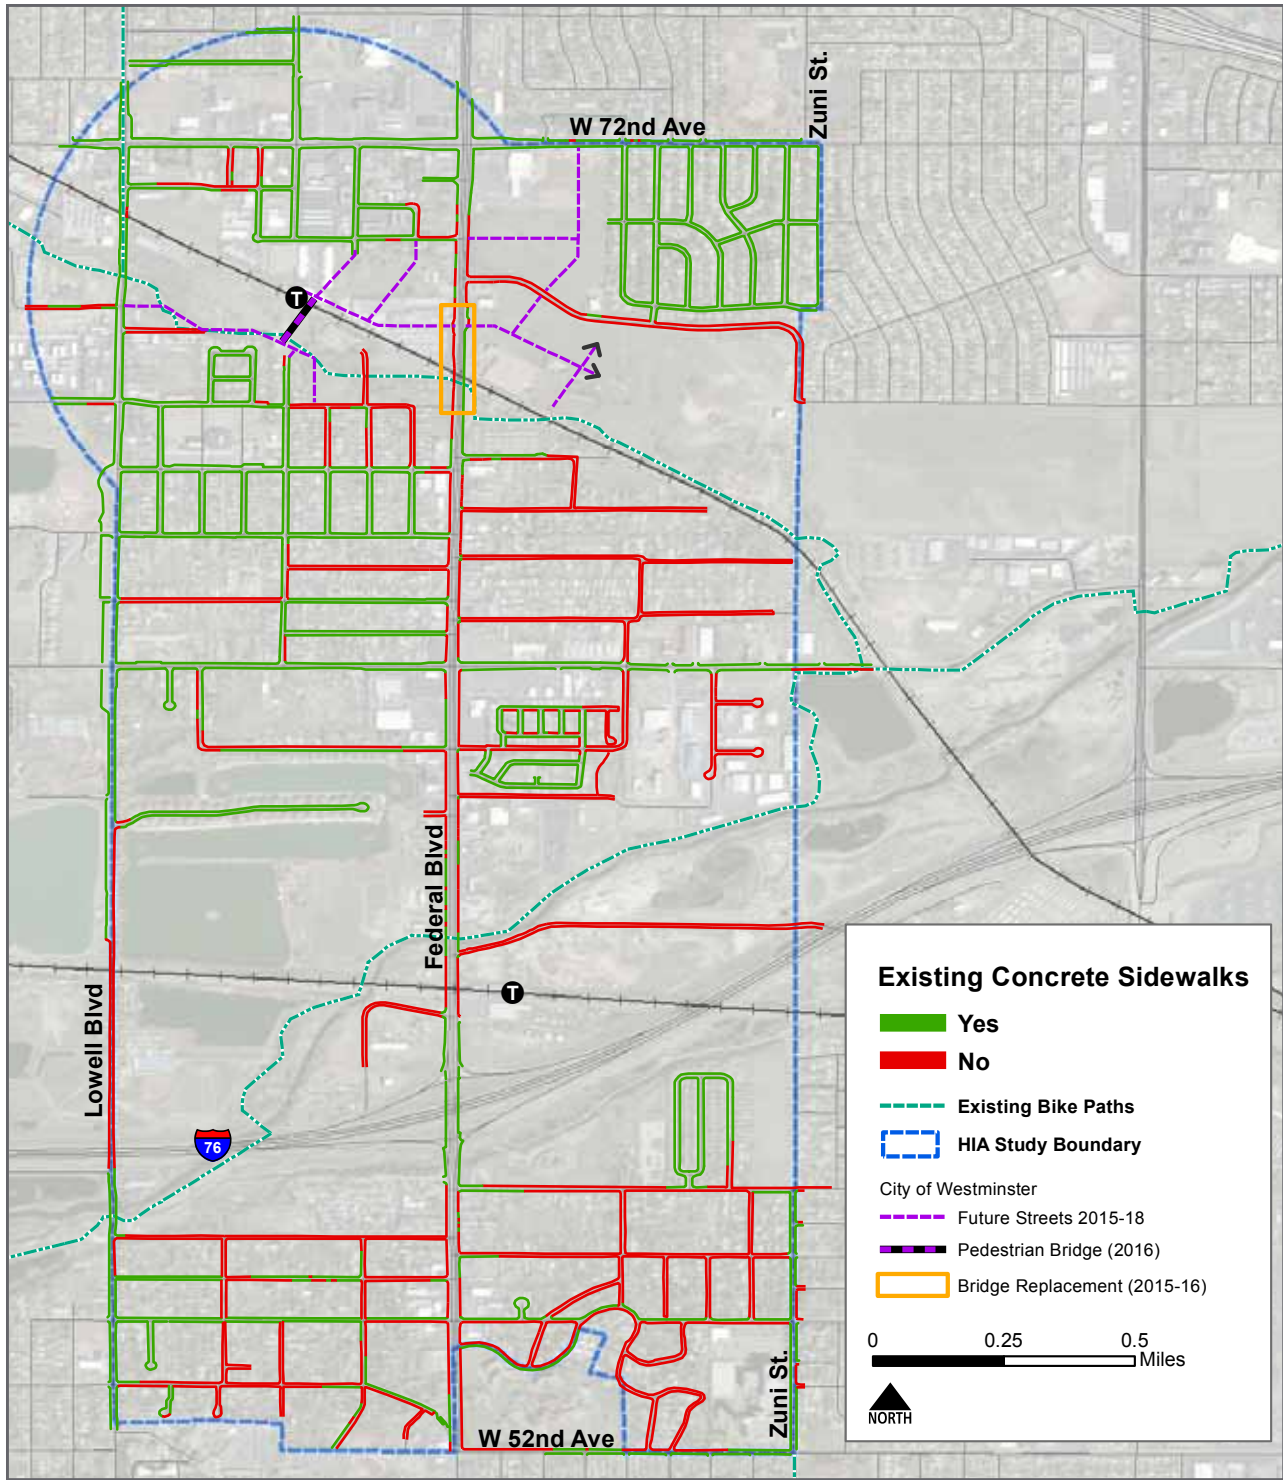 Zuni St.
W 72nd Ave
T
Federal Blvd
T
Lowell Blvd
76
Zuni St.
W 52nd Ave
Existing Concrete Sidewalks
Yes
No
Existing Bike Paths
HIA Study Boundary
City of Westminster
Future Streets 2015-18
Pedestrian Bridge (2016)
Bridge Replacement (2015-16)
0 0.25 0.5
Miles
NORTH